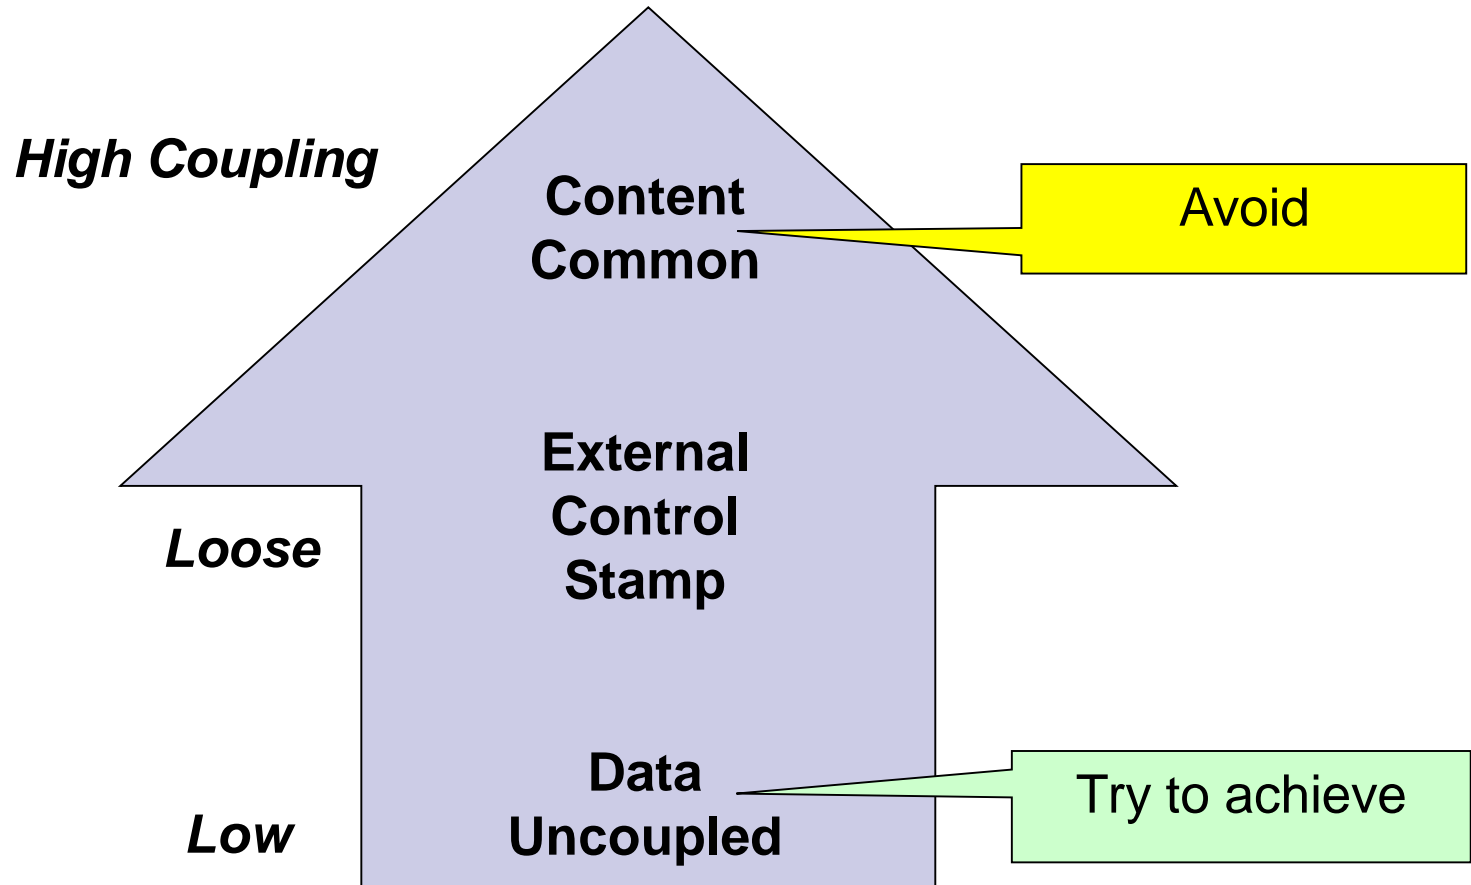 High Coupling
Content
Common
Avoid
External
Control
Stamp
Loose
Data
Uncoupled
Try to achieve
Low